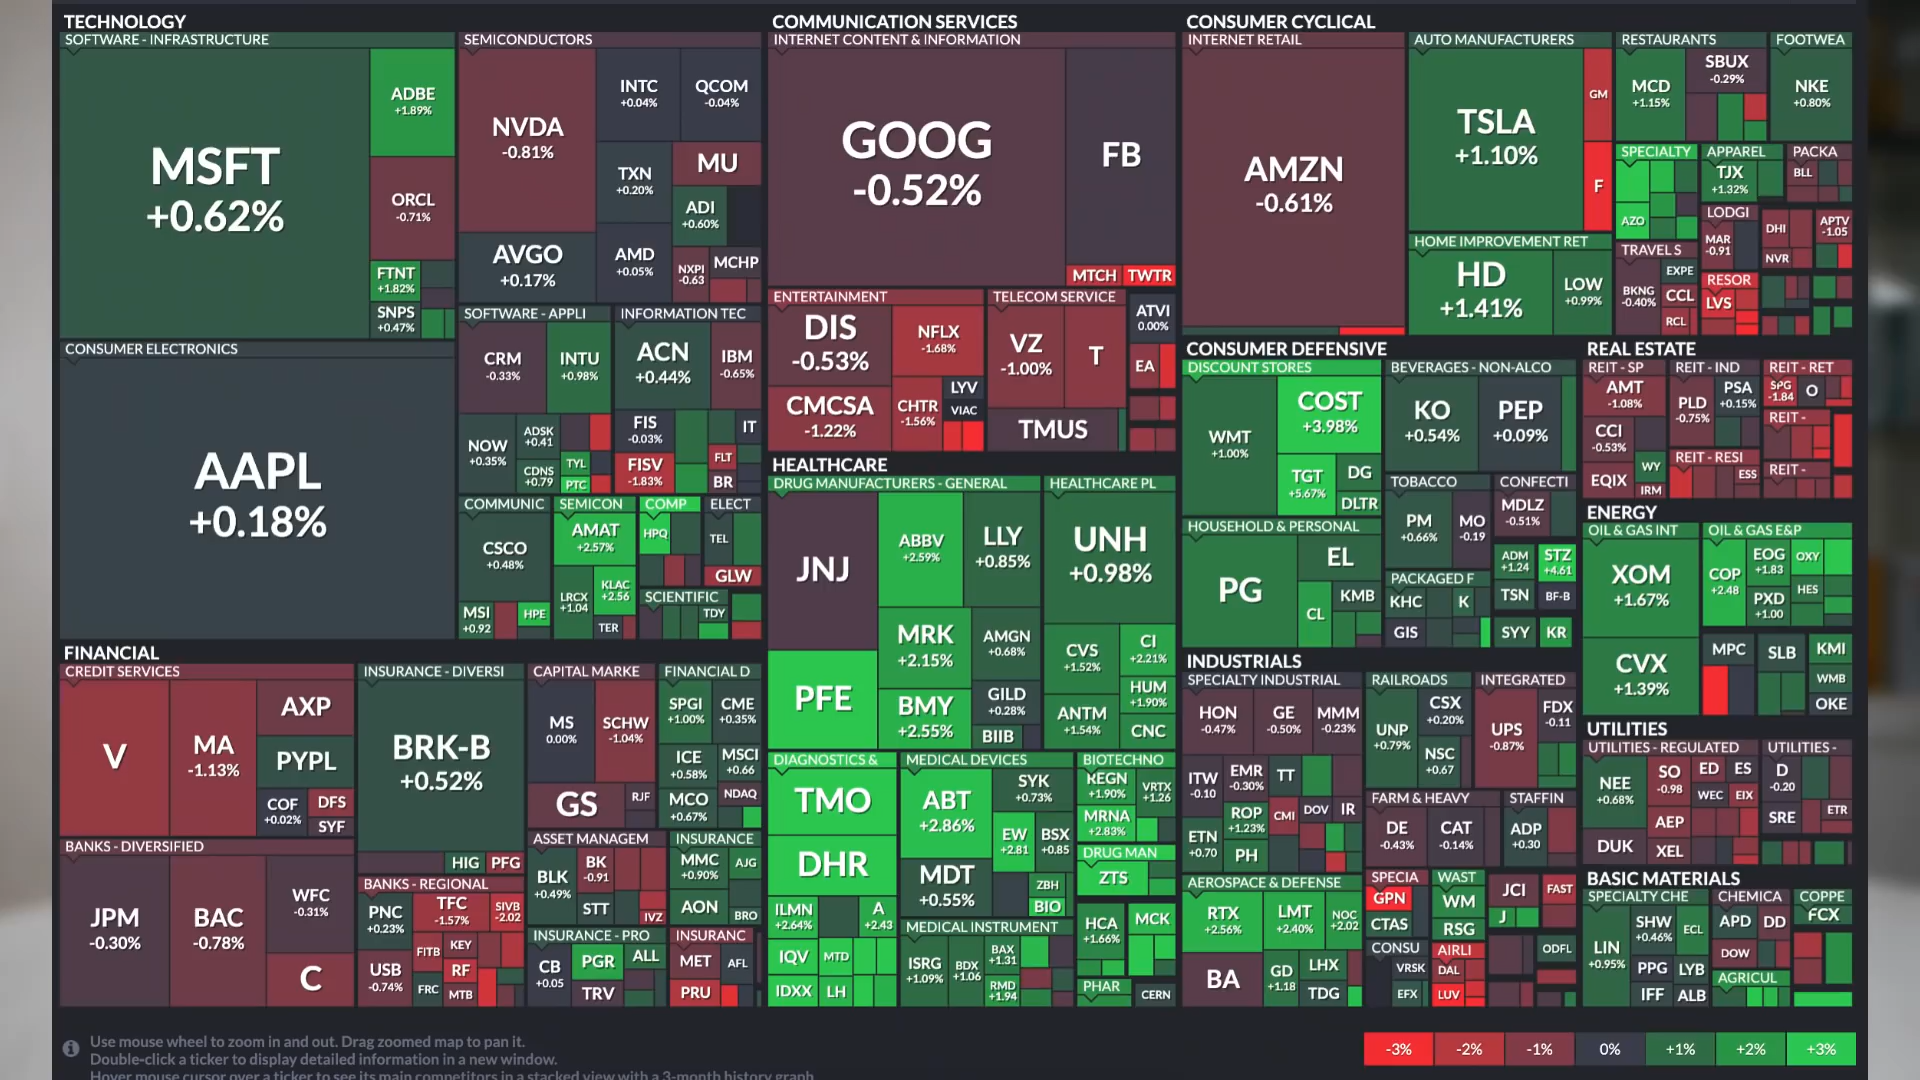 TECHNOLOGY
SOFTWARE - INFRASTRUCTURE
MSFT
+0.62%
ADBE
+1.89%
ORCL
-0.71%
FTNT
+1.82%
SNPS
+0.47%
CONSUMER ELECTRONICS
AAPL
+0.18%
SEMICONDUCTORS
NVDA
-0.81%
INTC
+0.04%
QCOM
-0.04%
TXN
+0.20%
MU
ADI
+0.60%
AVGO
+0.17%
AMD
+0.05%
NXPI
-0.63
MCHP
SOFTWARE - APPLI
CRM
-0.33%
INTU
+0.98%
NOW
+0.35%
ADSK
+0.41
CDNS
+0.79
TYL
PTC
INFORMATION TEC
ACN
+0.44%
IBM
-0.65%
FIS
-0.03%
IT
FISV
-1.83%
FLT
BR
COMMUNIC
CSCO
+0.48%
MSI
+0.92
HPE
SEMICON
AMAT
+2.57%
LRCX
+1.04
KLAC
+2.56
TER
COMP
HPQ
ELECT
TEL
GLW
SCIENTIFIC
TDY
COMMUNICATION SERVICES
INTERNET CONTENT & INFORMATION
GOOG
-0.52%
FB
MTCH
TWTR
ENTERTAINMENT
DIS
-0.53%
NFLX
-1.68%
CMCSA
-1.22%
CHTR
-1.56%
LYV
VIAC
TELECOM SERVICE
VZ
-1.00%
T
TMUS
ATVI
0.00%
EA
CONSUMER CYCLICAL
INTERNET RETAIL
AMZN
-0.61%
AUTO MANUFACTURERS
TSLA
+1.10%
GM
F
HOME IMPROVEMENT RET
HD
+1.41%
LOW
+0.99%
RESTAURANTS
MCD
+1.15%
SBUX
-0.29%
FOOTWEA
NKE
+0.80%
SPECIALTY
AZO
APPAREL
TJX
+1.32%
PACKA
BLL
LODGI
MAR
-0.91
DHI
NVR
APTV
-1.05
TRAVEL S
BKNG
-0.40%
EXPE
CCL
RCL
RESOR
LVS
CONSUMER DEFENSIVE
DISCOUNT STORES
WMT
+1.00%
COST
+3.98%
TGT
+5.67%
DG
DLTR
BEVERAGES - NON-ALCO
KO
+0.54%
PEP
+0.09%
HOUSEHOLD & PERSONAL
PG
EL
CL
KMB
TOBACCO
PM
+0.66%
MO
-0.19
CONFECTI
MDLZ
-0.51%
ADM
+1.24
STZ
+4.61
TSN
BF-B
PACKAGED F
KHC
K
GIS
SYY
KR
REAL ESTATE
REIT - SP
AMT
-1.08%
CCI
-0.53%
EQIX
WY
IRM
REIT - IND
PLD
-0.75%
PSA
+0.15%
REIT - RET
SPG
-1.84
O
REIT -
REIT - RESI
ESS
REIT -
ENERGY
OIL & GAS INT
XOM
+1.67%
CVX
+1.39%
OIL & GAS E&P
COP
+2.48
EOG
+1.83
OXY
PXD
+1.00
HES
MPC
SLB
KMI
WMB
OKE
HEALTHCARE
DRUG MANUFACTURERS - GENERAL
JNJ
ABBV
+2.59%
LLY
+0.85%
PFE
MRK
+2.15%
AMGN
+0.68%
BMY
+2.55%
GILD
+0.28%
BIIB
HEALTHCARE PL
UNH
+0.98%
CVS
+1.52%
CI
+2.21%
HUM
+1.90%
ANTM
+1.54%
CNC
DIAGNOSTICS &
TMO
DHR
ILMN
+2.64%
A
+2.43
IQV
MTD
IDXX
LH
MEDICAL DEVICES
ABT
+2.86%
SYK
+0.73%
EW
+2.81
BSX
+0.85
MDT
+0.55%
ZBH
BIO
BIOTECHNO
REGN
+1.90%
VRTX
+1.26
MRNA
+2.83%
DRUG MAN
ZTS
MEDICAL INSTRUMENT
ISRG
+1.09%
BDX
+1.06
BAX
+1.31
RMD
+1.94
HCA
+1.66%
MCK
PHAR
CERN
FINANCIAL
CREDIT SERVICES
V
MA
-1.13%
AXP
PYPL
COF
+0.02%
DFS
SYF
BANKS - DIVERSIFIED
JPM
-0.30%
BAC
-0.78%
WFC
-0.31%
C
INSURANCE - DIVERSI
BRK-B
+0.52%
HIG
PFG
BANKS - REGIONAL
PNC
+0.23%
TFC
-1.57%
SIVB
-2.02
USB
-0.74%
FITB
KEY
FRC
RF
MTB
CAPITAL MARKE
MS
0.00%
SCHW
-1.04%
GS
RJF
FINANCIAL D
SPGI
+1.00%
CME
+0.35%
ICE
+0.58%
MSCI
+0.66
MCO
+0.67%
NDAQ
ASSET MANAGEM
BLK
+0.49%
BK
-0.91
STT
IVZ
INSURANCE
MMC
+0.90%
AJG
AON
BRO
INSURANCE - PRO
CB
+0.05
PGR
ALL
TRV
INSURANC
MET
AFL
PRU
INDUSTRIALS
SPECIALTY INDUSTRIAL
HON
-0.47%
GE
-0.50%
MMM
-0.23%
ITW
-0.10
EMR
-0.30%
TT
ETN
+0.70
ROP
+1.23%
CMI
DOV
IR
PH
RAILROADS
UNP
+0.79%
CSX
+0.20%
NSC
+0.67
INTEGRATED
UPS
-0.87%
FDX
-0.11
FARM & HEAVY
DE
-0.43%
CAT
-0.14%
STAFFIN
ADP
+0.30
AEROSPACE & DEFENSE
RTX
+2.56%
LMT
+2.40%
NOC
+2.02
BA
GD
+1.18
LHX
TDG
SPECIA
GPN
CTAS
WAST
WM
RSG
JCI
FAST
J
CONSU
VRSK
EFX
AIRLI
DAL
LUV
ODFL
UTILITIES
UTILITIES - REGULATED
NEE
+0.68%
SO
-0.98
ED
ES
WEC
EIX
DUK
AEP
XEL
UTILITIES -
D
-0.20
ETR
SRE
BASIC MATERIALS
SPECIALTY CHE
LIN
+0.95%
SHW
+0.46%
ECL
PPG
LYB
IFF
ALB
CHEMICA
APD
DD
DOW
AGRICUL
COPPE
FCX
Use mouse wheel to zoom in and out. Drag zoomed map to pan it.
Double-click a ticker to display detailed information in a new window.
Hover mouse cursor over a ticker to see its main competitors in a stacked view with a 3-month history graph
-3%
-2%
-1%
0%
+1%
+2%
+3%